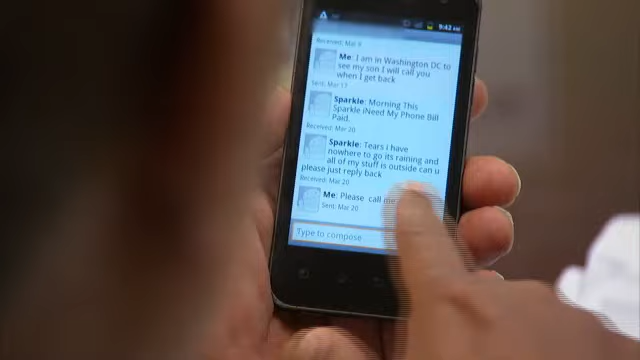 9:42 AM
Received: Mar 9
Me: I am in Washington DC to
see my son I will call you
when I get back
Sent: Mar 13
Sparkle: Morning This
Sparkle iNeed My Phone Bill
Paid.
Received: Mar 20
Sparkle: Tears i have
nowhere to go its raining and
all of my stuff is outside can u
please just reply back
Received: Mar 20
Me: Please call me
Sent: Mar 20
Type to compose